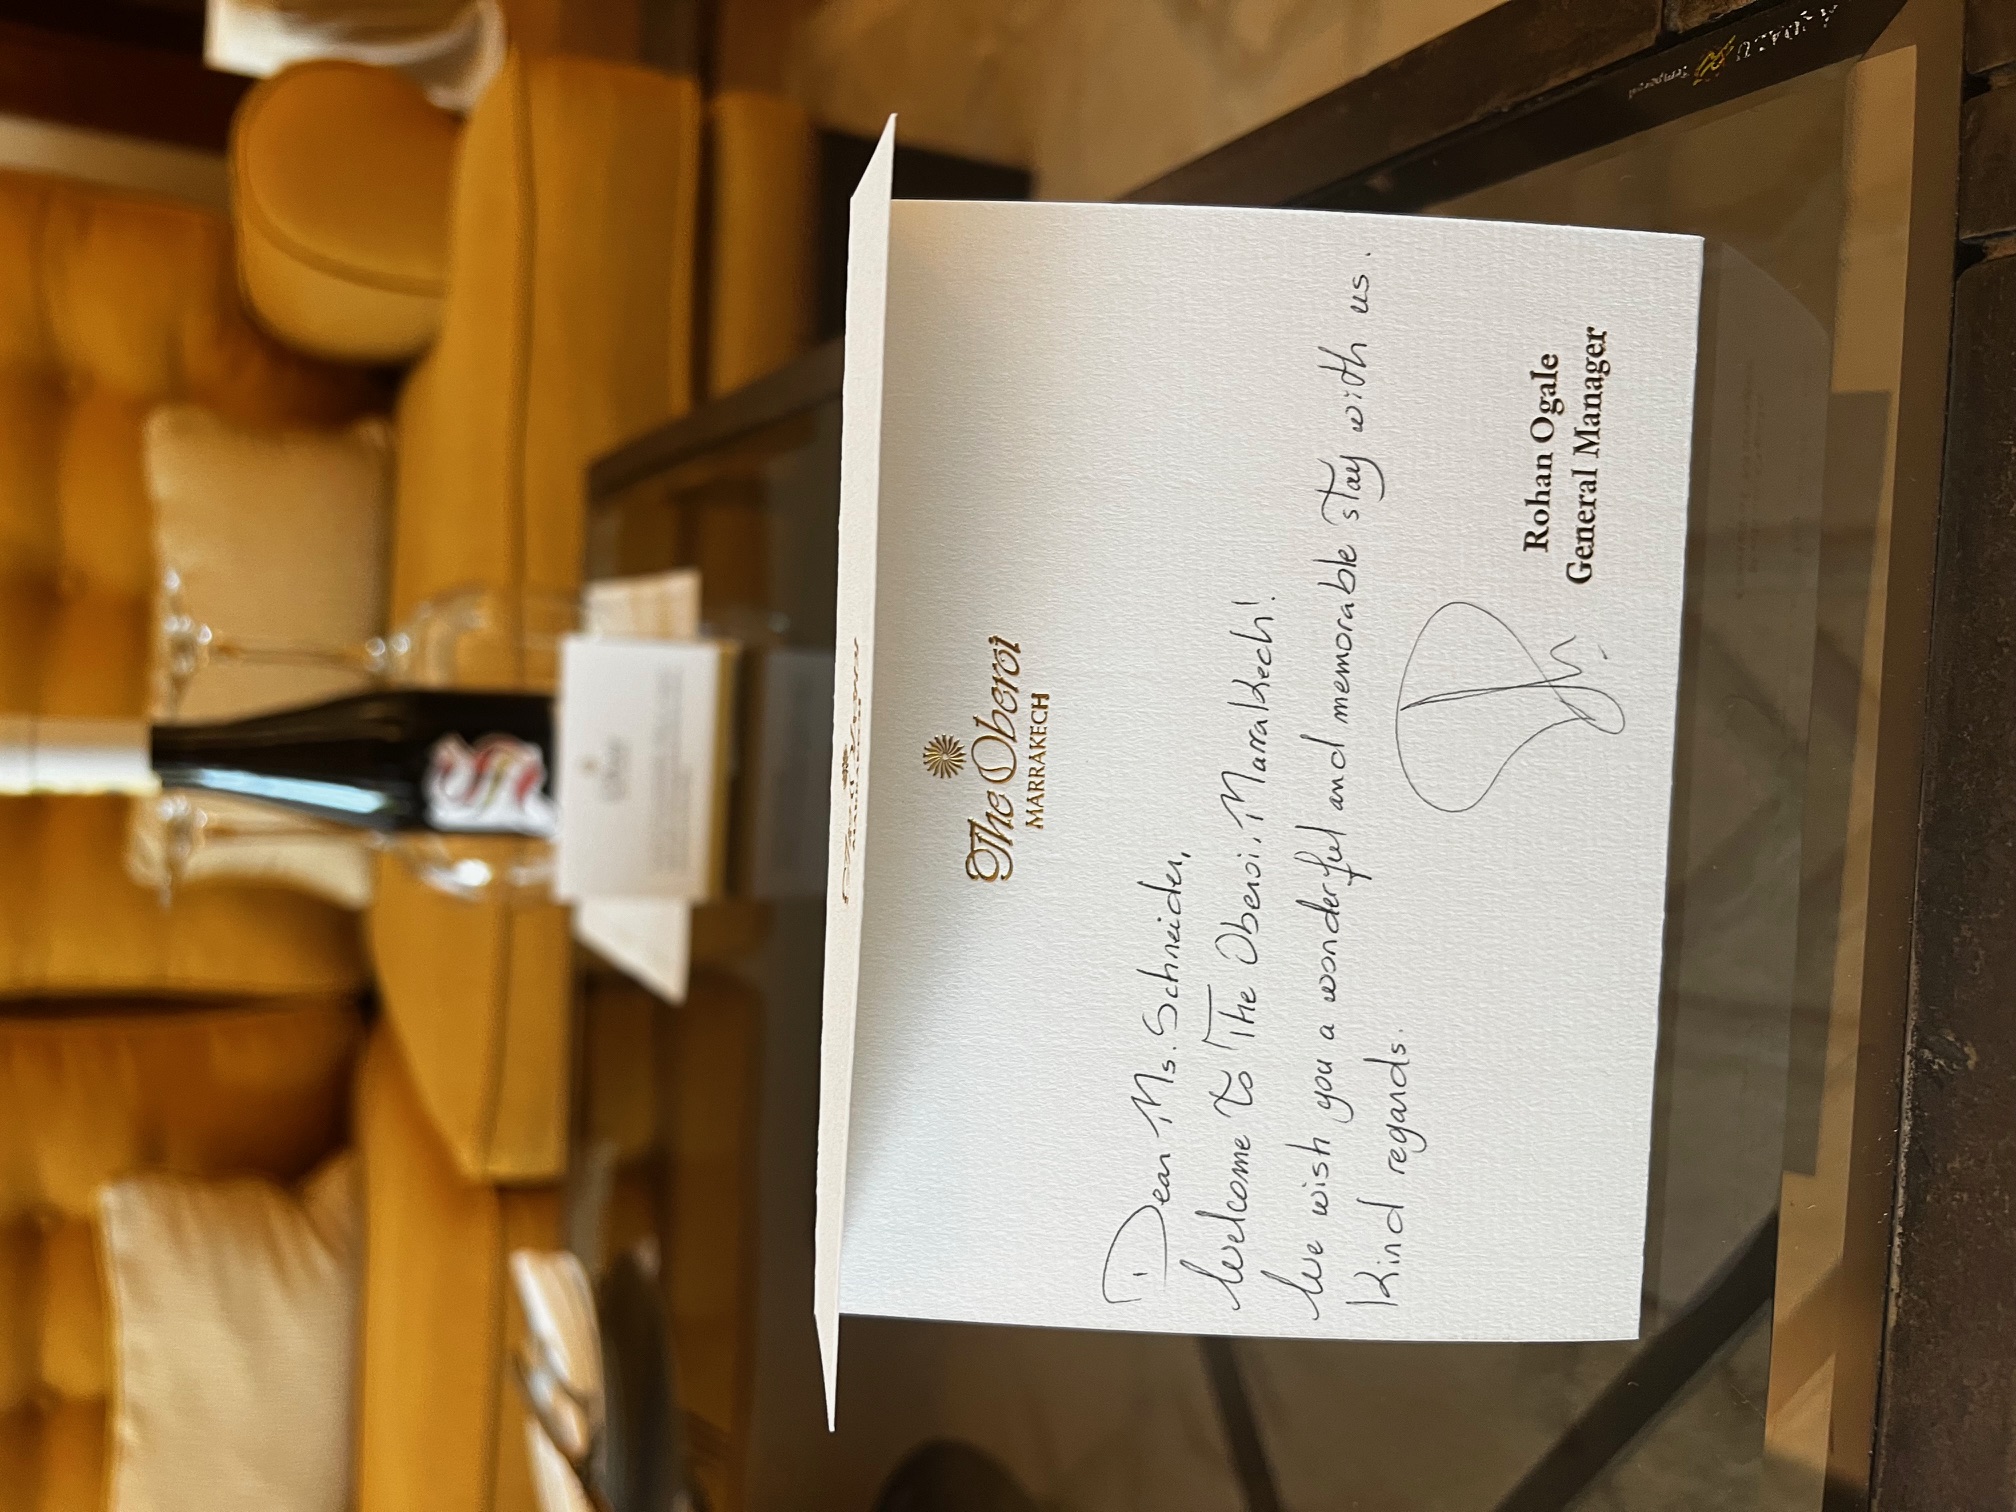 The Oberoi
MARRAKECH
Dear Ms. Schneider,
Welcome to The Oberoi, Marrakech!
We wish you a wonderful and memorable stay with us.
Kind regards.
Rohan Ogale
General Manager